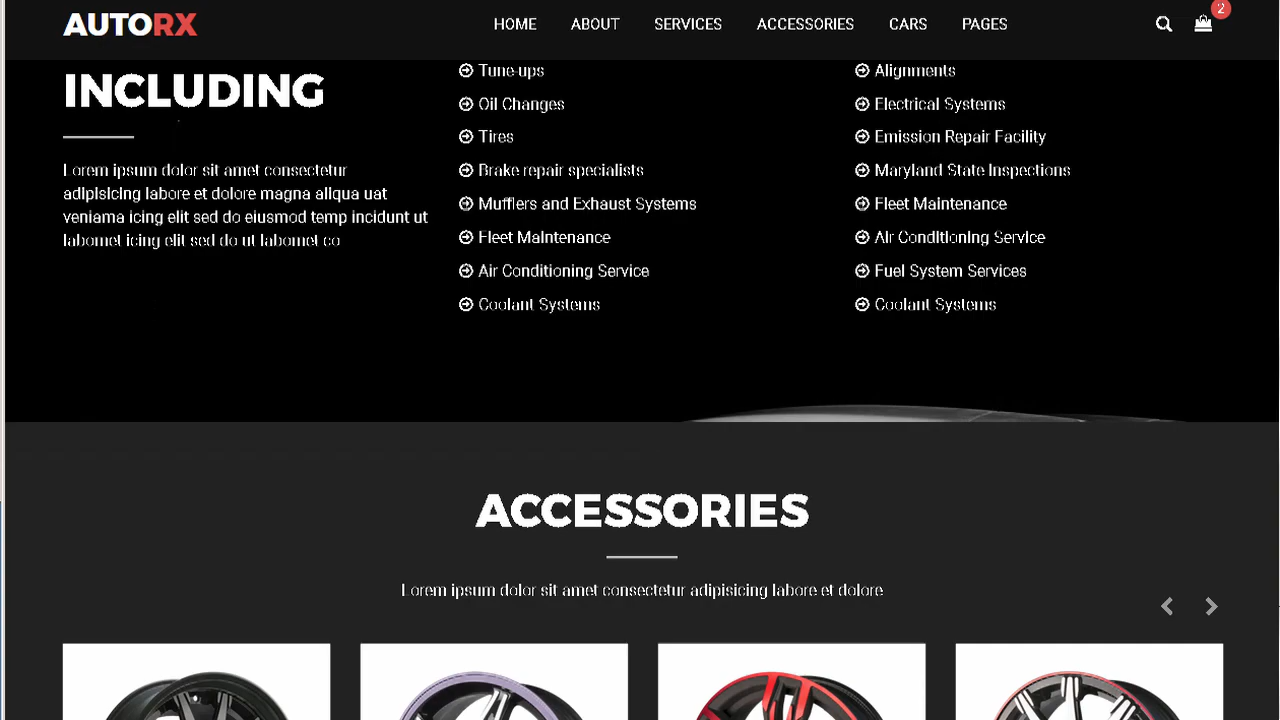 AUTORX
HOME ABOUT SERVICES ACCESSORIES CARS PAGES
2
INCLUDING
Lorem ipsum dolor sit amet consectetur
adipisicing labore et dolore magna aliqua uat
veniama icing elit sed do eiusmod temp incidunt ut
labomet icing elit sed do ut labomet co
Tune-ups
Oil Changes
Tires
Brake repair specialists
Mufflers and Exhaust Systems
Fleet Maintenance
Air Conditioning Service
Coolant Systems
Alignments
Electrical Systems
Emission Repair Facility
Maryland State Inspections
Fleet Maintenance
Air Conditioning Service
Fuel System Services
Coolant Systems
ACCESSORIES
Lorem ipsum dolor sit amet consectetur adipisicing labore et dolore